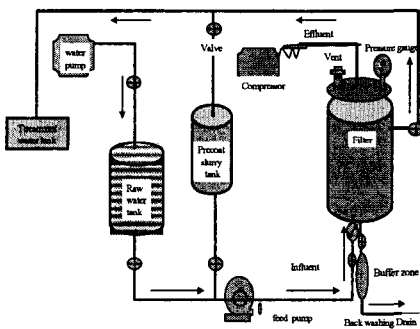 water
pump
Valve
Effluent
Vent
Pressure gauge
Compressor
Filter
Precoat
slurry
tank
Raw
water
tank
Influent
Buffer zone
feed pump
Back washing Drain